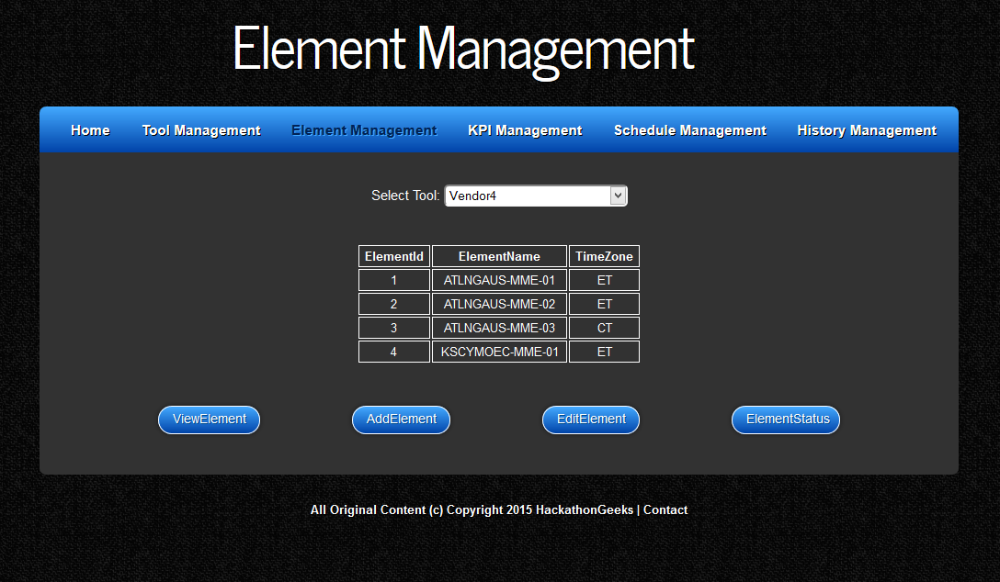 Element Management
Home Tool Management Element Management KPI Management Schedule Management History Management
Select Tool: Vendor4
ElementId ElementName TimeZone
1 ATLNGAUS-MME-01 ET
2 ATLNGAUS-MME-02 ET
3 ATLNGAUS-MME-03 CT
4 KSCYMOEC-MME-01 ET
ViewElement AddElement EditElement ElementStatus
All Original Content (c) Copyright 2015 HackathonGeeks | Contact